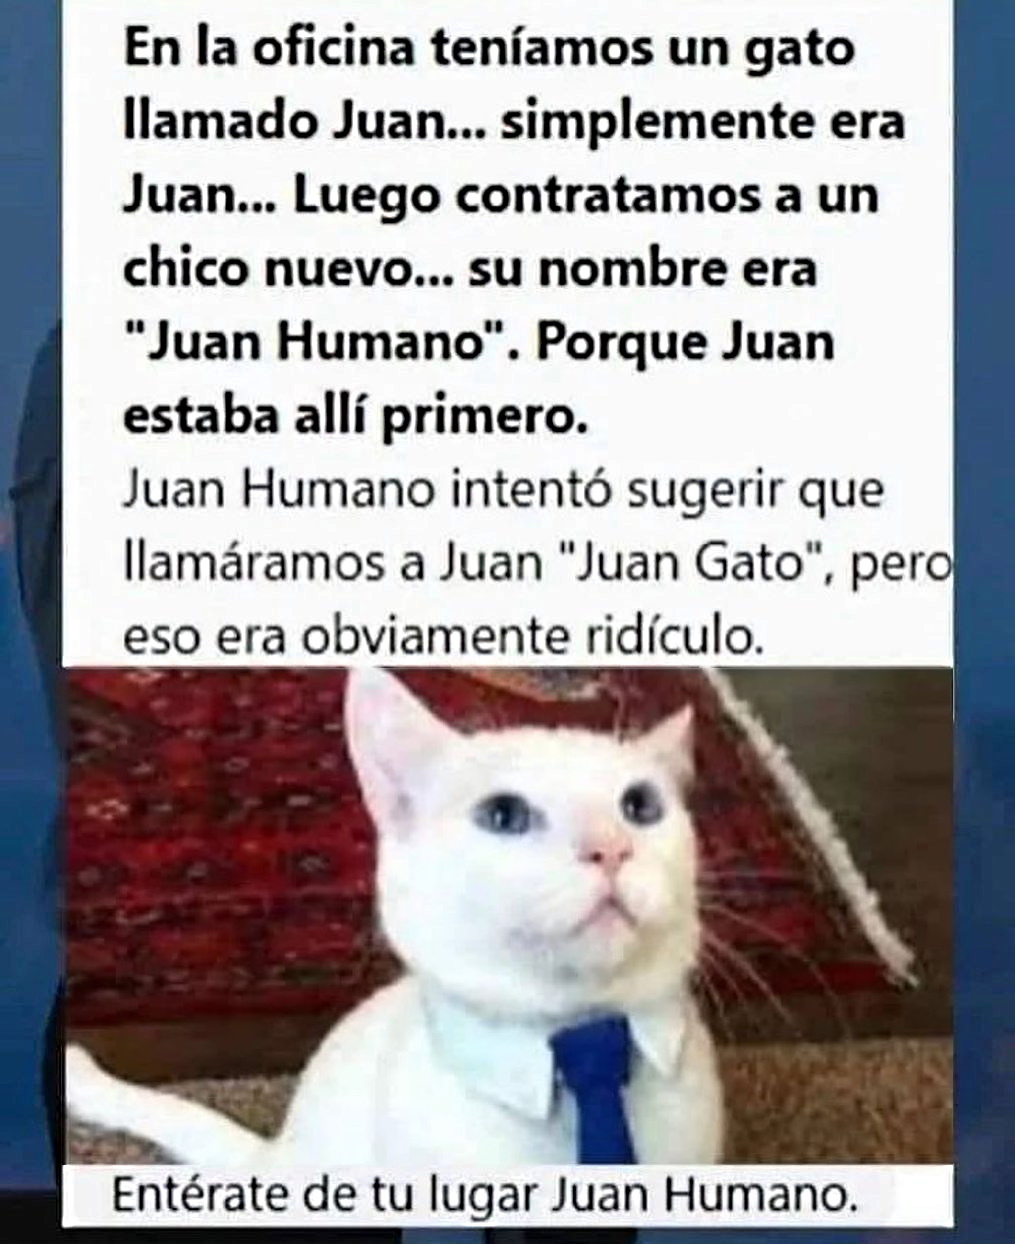 En la oficina teníamos un gato
llamado Juan... simplemente era
Juan... Luego contratamos a un
chico nuevo... su nombre era
"Juan Humano". Porque Juan
estaba allí primero.
Juan Humano intentó sugerir que
llamáramos a Juan "Juan Gato", pero
eso era obviamente ridículo.
Entérate de tu lugar Juan Humano.